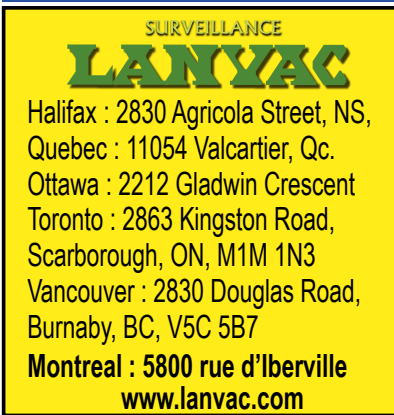 SURVEILLANCE
LANVAC
Halifax : 2830 Agricola Street, NS,
Quebec : 11054 Valcartier, Qc.
Ottawa : 2212 Gladwin Crescent
Toronto : 2863 Kingston Road,
Scarborough, ON, M1M 1N3
Vancouver : 2830 Douglas Road,
Burnaby, BC, V5C 5B7
Montreal : 5800 rue d'Iberville
www.lanvac.com